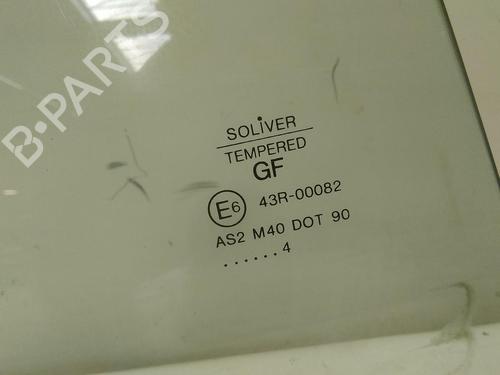 B-PARTS
SOLiVER
TEMPERED
GF
E6 43R-00082
AS2 M40 DOT 90
......4